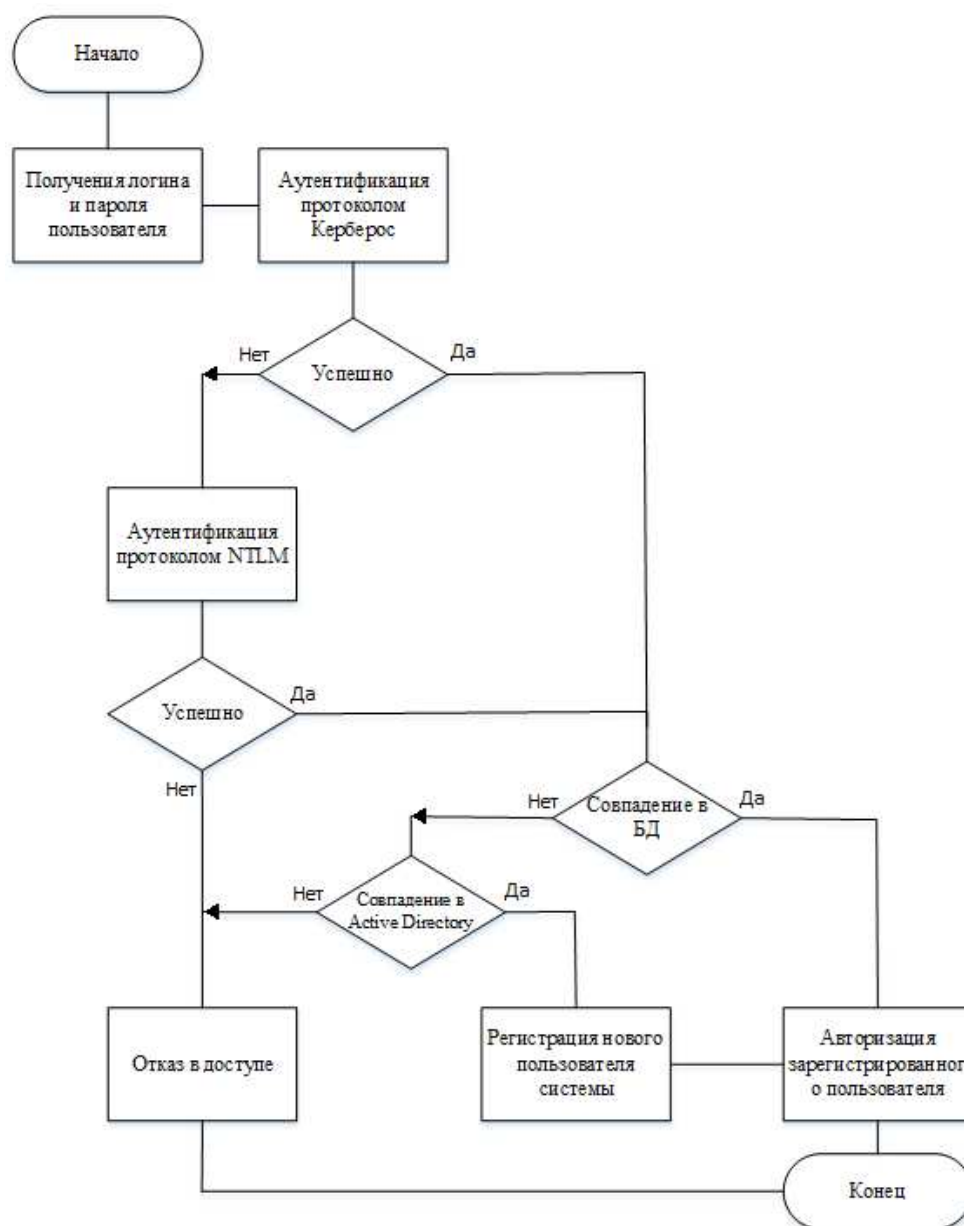 Начало
Получения логина
и пароля
пользователя
Аутентификация
протоколом
Керберос
Нет
Успешно
Да
Аутентификация
протоколом NTLM
Успешно
Да
Нет
Нет
Совпадение в
БД
Да
Нет
Совпадение в
Active Directory
Да
Отказ в доступе
Регистрация нового
пользователя
системы
Авторизация
зарегистрированног
о пользователя
Конец